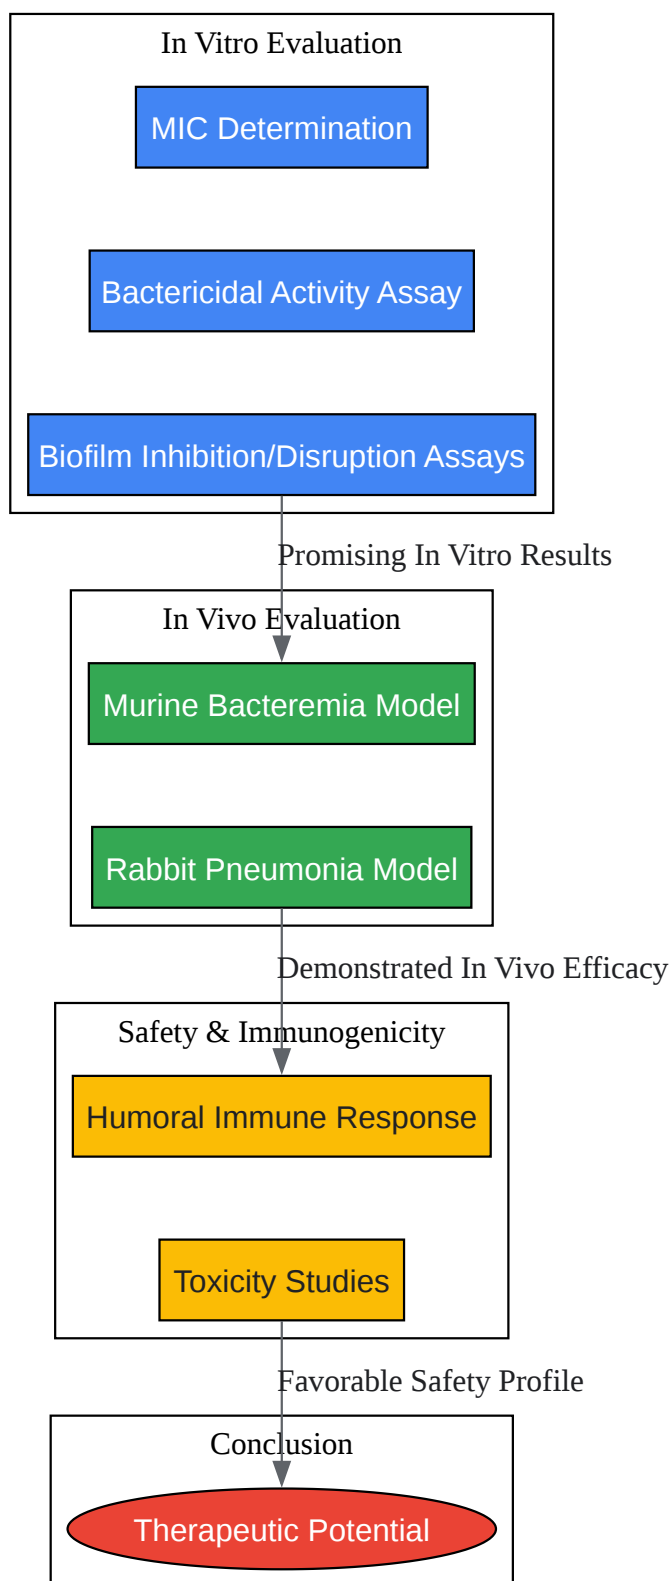 In Vitro Evaluation
MIC Determination
Bactericidal Activity Assay
Biofilm Inhibition/Disruption Assays
Promising In Vitro Results
In Vivo Evaluation
Murine Bacteremia Model
Rabbit Pneumonia Model
Demonstrated In Vivo Efficacy
Safety & Immunogenicity
Humoral Immune Response
Toxicity Studies
Favorable Safety Profile
Conclusion
Therapeutic Potential